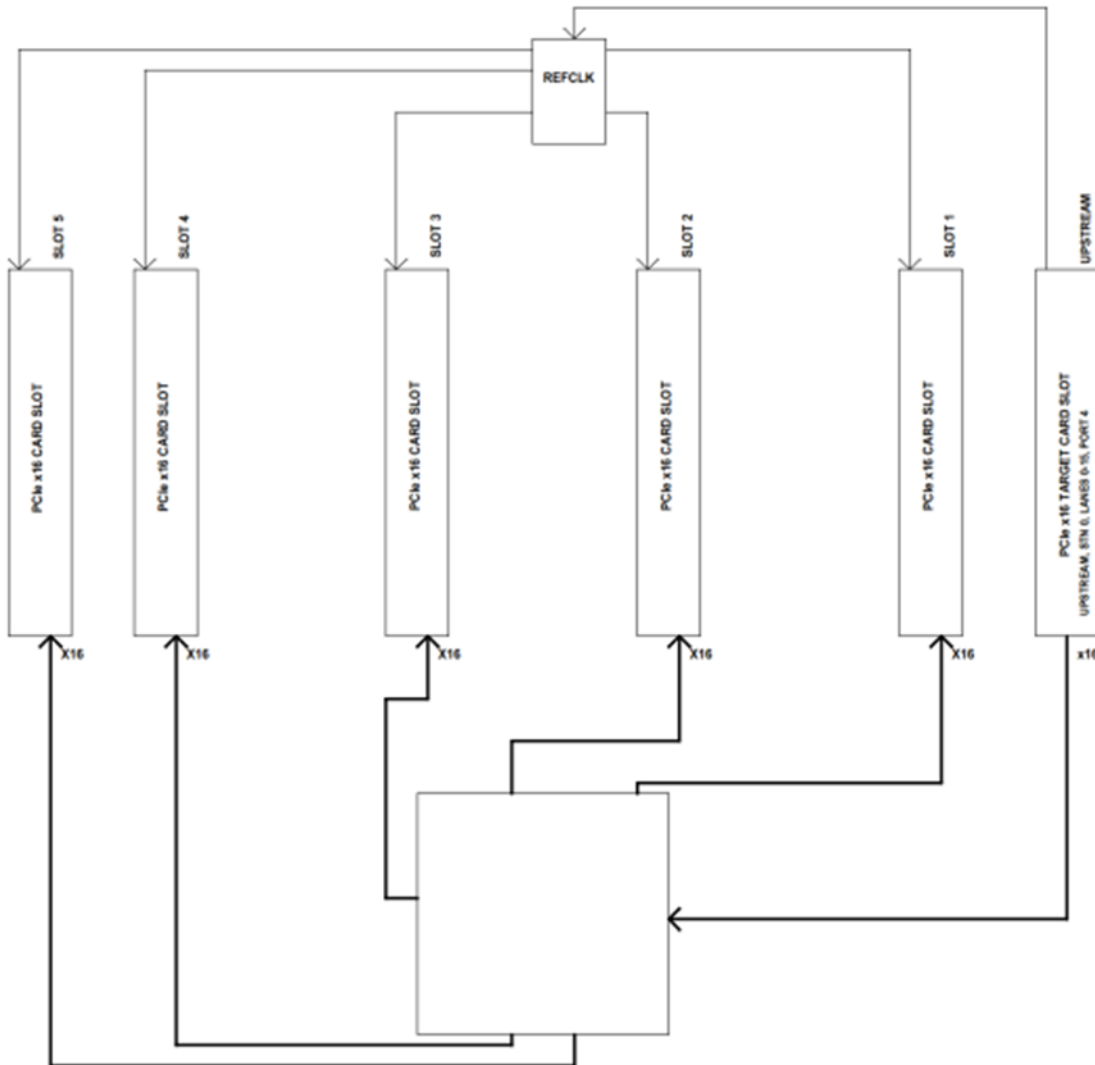 REFCLK
SLOT 5
SLOT 4
SLOT 3
SLOT 2
SLOT 1
UPSTREAM
PCIe x16 CARD SLOT
PCIe x16 CARD SLOT
PCIe x16 CARD SLOT
PCIe x16 CARD SLOT
PCIe x16 CARD SLOT
PCIe x16 TARGET CARD SLOT
UPSTREAM, STN 0, LANES 0-15, PORT 4
X16
X16
X16
X16
X16
x16